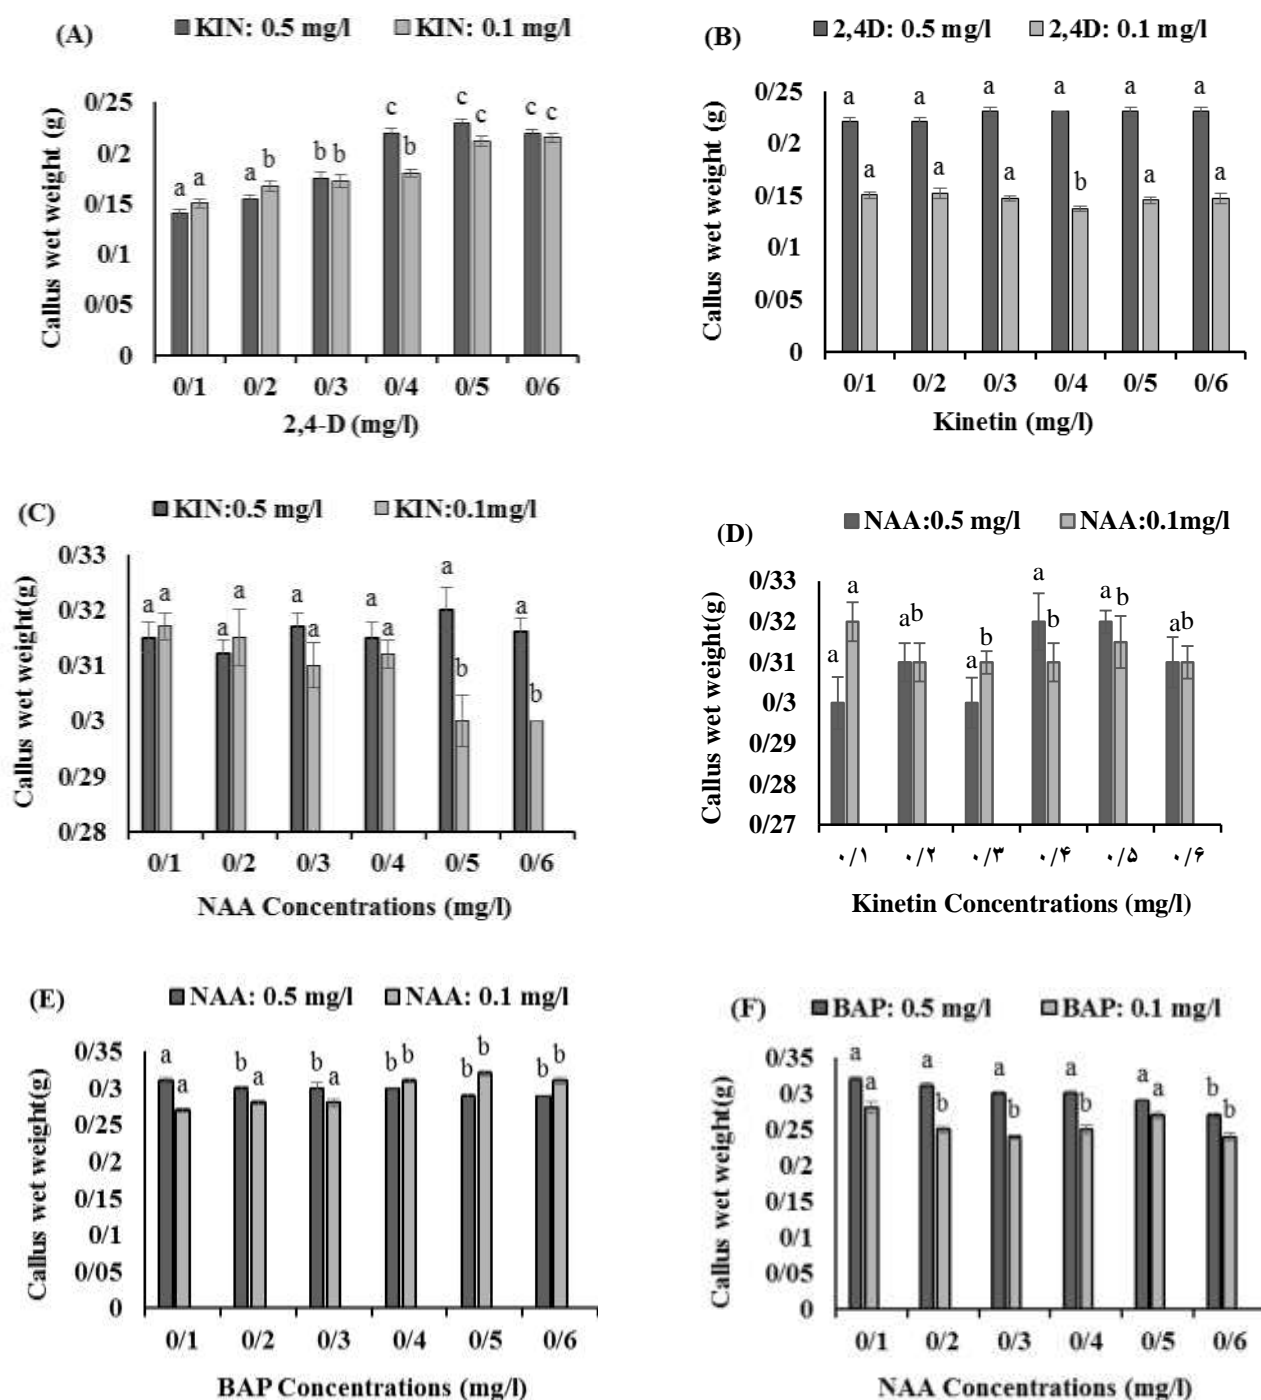 (A)
KIN: 0.5 mg/l KIN: 0.1 mg/l
Callus wet weight (g)
0/25
0/2
0/15
0/1
0/05
0
a a a b b b c b c c c c
0/1 0/2 0/3 0/4 0/5 0/6
2,4-D (mg/l)
(B)
2,4D: 0.5 mg/l 2,4D: 0.1 mg/l
Callus wet weight (g)
0/25
0/2
0/15
0/1
0/05
0
a a a a a a
a a a b a a
0/1 0/2 0/3 0/4 0/5 0/6
Kinetin (mg/l)
(C)
KIN:0.5 mg/l KIN:0.1mg/l
Callus wet weight(g)
0/33
0/32
0/31
0/3
0/29
0/28
a a a a a a a a a b a b
0/1 0/2 0/3 0/4 0/5 0/6
NAA Concentrations (mg/l)
(D)
NAA:0.5 mg/l NAA:0.1mg/l
Callus wet weight(g)
0/33
0/32
0/31
0/3
0/29
0/28
0/27
a a a b a b a b a b a b
۰/۱ ۰/۲ ۰/۳ ۰/۴ ۰/۵ ۰/۶
Kinetin Concentrations (mg/l)
(E)
NAA: 0.5 mg/l NAA: 0.1 mg/l
Callus wet weight(g)
0/35
0/3
0/25
0/2
0/15
0/1
0/05
0
a a b a b a b b b b b b
0/1 0/2 0/3 0/4 0/5 0/6
BAP Concentrations (mg/l)
(F)
BAP: 0.5 mg/l BAP: 0.1 mg/l
Callus wet weight(g)
0/35
0/3
0/25
0/2
0/15
0/1
0/05
0
a a a b a b a b a a b b
0/1 0/2 0/3 0/4 0/5 0/6
NAA Concentrations (mg/l)